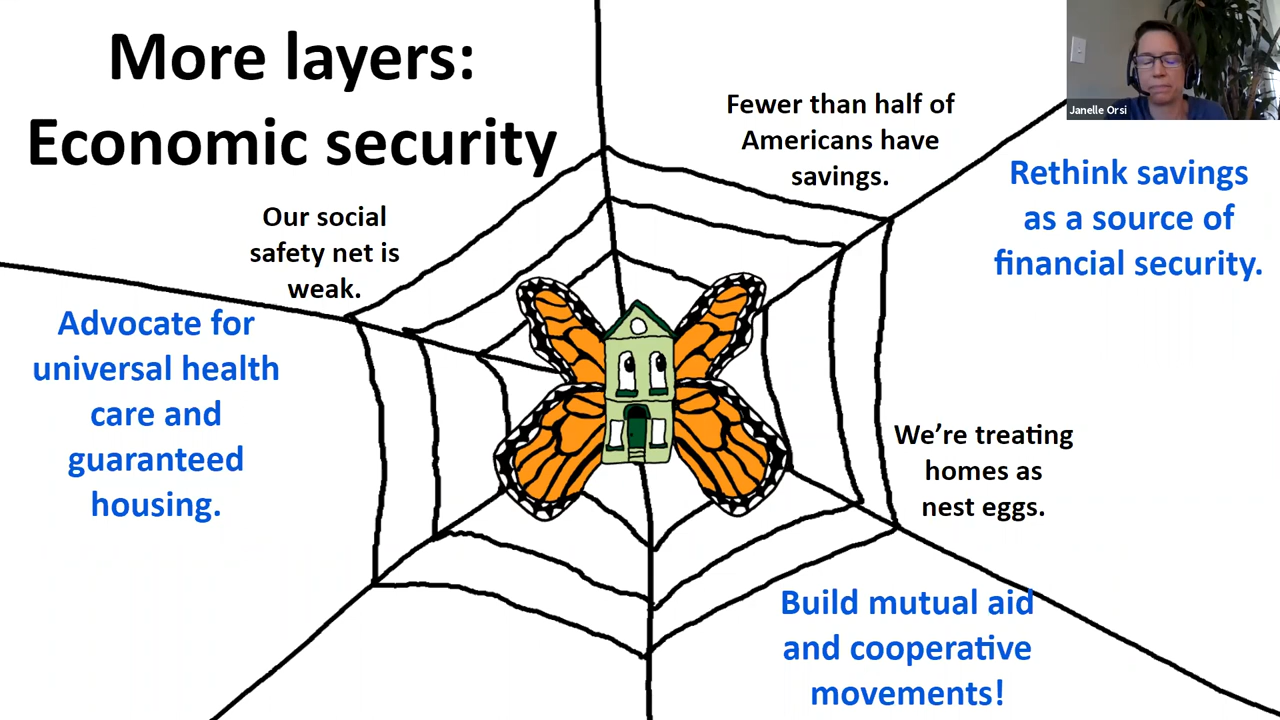 More layers:
Economic security
Fewer than half of
Americans have
savings.
Janelle Orsi
Rethink savings
as a source of
financial security.
Our social
safety net is
weak.
Advocate for
universal health
care and
guaranteed
housing.
We're treating
homes as
nest eggs.
Build mutual aid
and cooperative
movements!